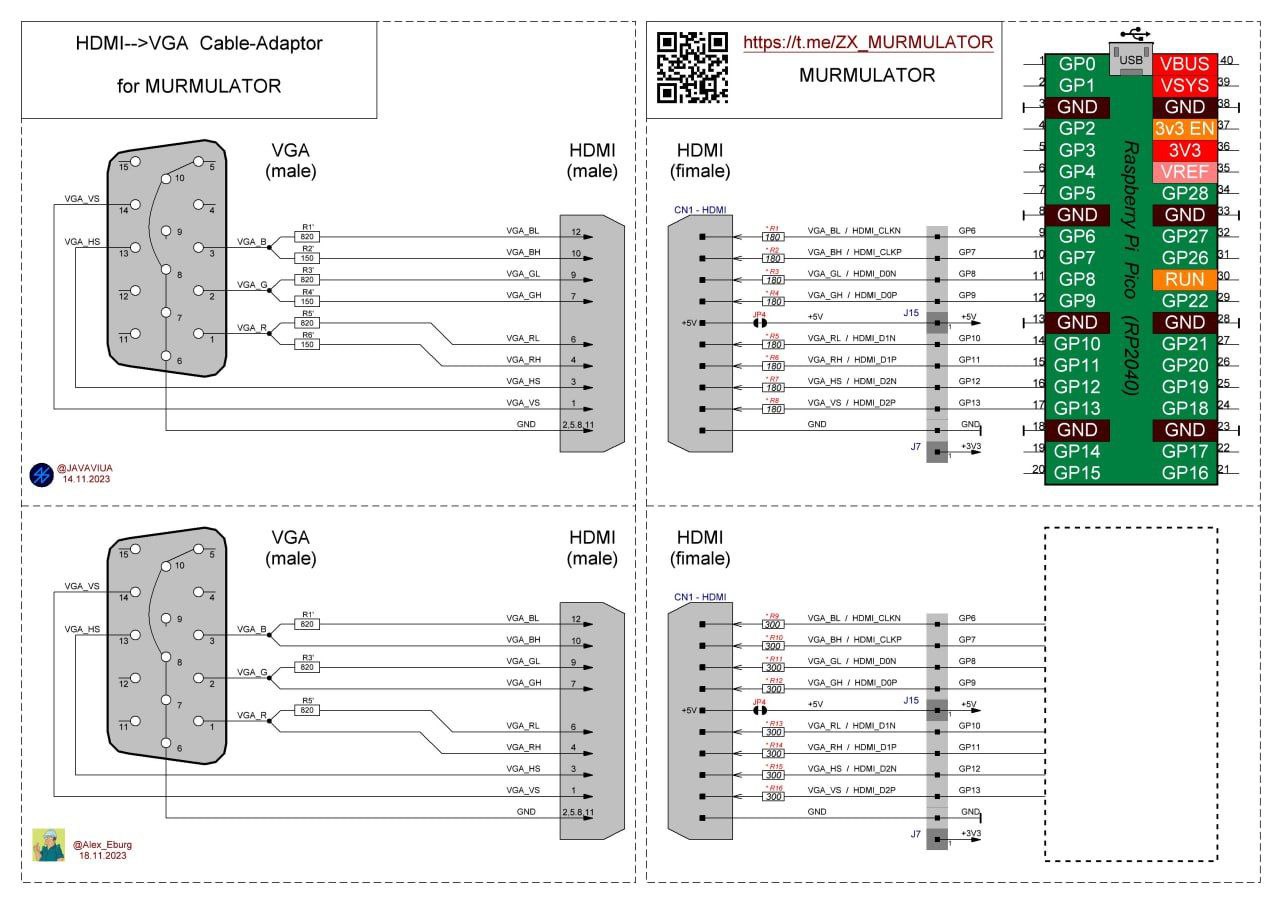 HDMI-->VGA Cable-Adaptor
for MURMULATOR
https://t.me/ZX_MURMULATOR
MURMULATOR
VGA
(male)
HDMI
(male)
15
5
10
VGA_VS
14
4
9
VGA_HS
13
3
8
12
2
7
11
1
6
VGA_B
VGA_G
VGA_R
R1'
820
R2'
150
R3'
820
R4'
150
R5'
820
R6'
150
VGA_BL 12
VGA_BH 10
VGA_GL 9
VGA_GH 7
VGA_RL 6
VGA_RH 4
VGA_HS 3
VGA_VS 1
GND 2,5.8,11
@JAVAVIUA
14.11.2023
HDMI
(fimale)
CN1 - HDMI
* R1 180 VGA_BL / HDMI_CLKN GP6
* R2 180 VGA_BH / HDMI_CLKP GP7
* R3 180 VGA_GL / HDMI_D0N GP8
* R4 180 VGA_GH / HDMI_D0P GP9
+5V JP4 +5V J15 1 +5V
* R5 180 VGA_RL / HDMI_D1N GP10
* R6 180 VGA_RH / HDMI_D1P GP11
* R7 180 VGA_HS / HDMI_D2N GP12
* R8 180 VGA_VS / HDMI_D2P GP13
GND GND
J7 1 +3V3
USB
Raspberry Pi Pico (RP2040)
1 GP0 VBUS 40
2 GP1 VSYS 39
3 GND GND 38
4 GP2 3v3 EN 37
5 GP3 3V3 36
6 GP4 VREF 35
7 GP5 GP28 34
8 GND GND 33
9 GP6 GP27 32
10 GP7 GP26 31
11 GP8 RUN 30
12 GP9 GP22 29
13 GND GND 28
14 GP10 GP21 27
15 GP11 GP20 26
16 GP12 GP19 25
17 GP13 GP18 24
18 GND GND 23
19 GP14 GP17 22
20 GP15 GP16 21
VGA
(male)
HDMI
(male)
15
5
10
VGA_VS
14
4
9
VGA_HS
13
3
8
12
2
7
11
1
6
VGA_B
VGA_G
VGA_R
R1'
820
R3'
820
R5'
820
VGA_BL 12
VGA_BH 10
VGA_GL 9
VGA_GH 7
VGA_RL 6
VGA_RH 4
VGA_HS 3
VGA_VS 1
GND 2,5.8,11
@Alex_Eburg
18.11.2023
HDMI
(fimale)
CN1 - HDMI
* R9 300 VGA_BL / HDMI_CLKN GP6
* R10 300 VGA_BH / HDMI_CLKP GP7
* R11 300 VGA_GL / HDMI_D0N GP8
* R12 300 VGA_GH / HDMI_D0P GP9
+5V JP4 +5V J15 1 +5V
* R13 300 VGA_RL / HDMI_D1N GP10
* R14 300 VGA_RH / HDMI_D1P GP11
* R15 300 VGA_HS / HDMI_D2N GP12
* R16 300 VGA_VS / HDMI_D2P GP13
GND GND
J7 1 +3V3